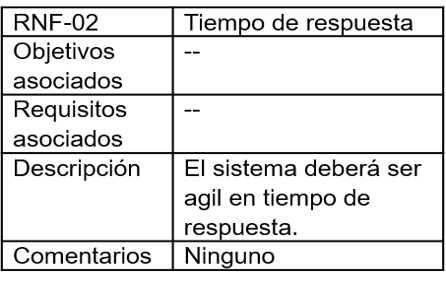 RNF-02 Tiempo de respuesta
Objetivos --
asociados
Requisitos --
asociados
Descripción El sistema deberá ser
agil en tiempo de
respuesta.
Comentarios Ninguno